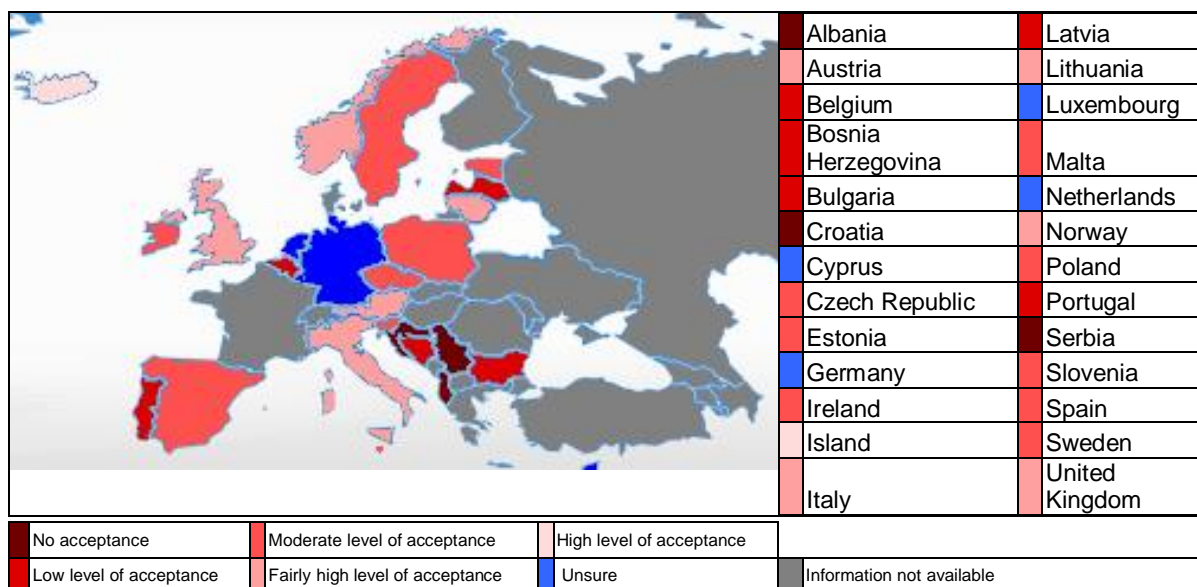 Albania
Latvia
Austria
Lithuania
Belgium
Luxembourg
Bosnia
Herzegovina
Malta
Bulgaria
Netherlands
Croatia
Norway
Cyprus
Poland
Czech Republic
Portugal
Estonia
Serbia
Germany
Slovenia
Ireland
Spain
Island
Sweden
Italy
United
Kingdom
No acceptance
Moderate level of acceptance
High level of acceptance
Low level of acceptance
Fairly high level of acceptance
Unsure
Information not available